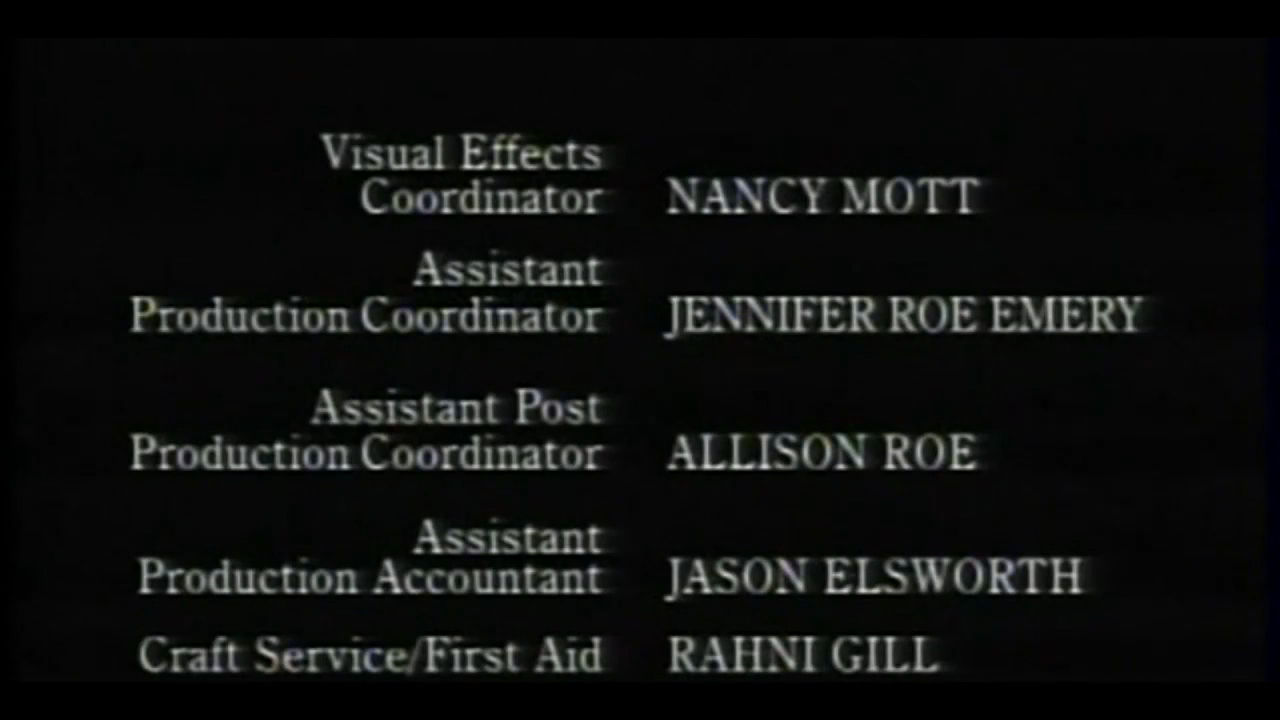 Visual Effects
Coordinator NANCY MOTT
Assistant
Production Coordinator JENNIFER ROE EMERY
Assistant Post
Production Coordinator ALLISON ROE
Assistant
Production Accountant JASON ELSWORTH
Craft Service/First Aid RAHNI GILL